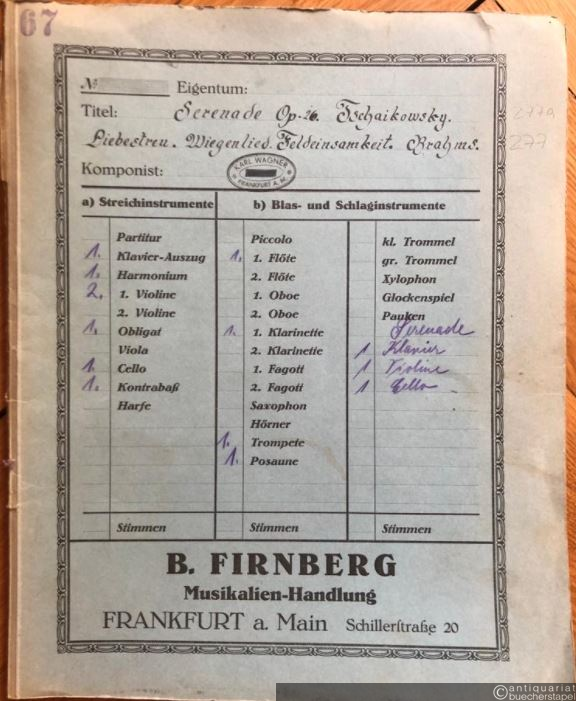 67
№ Eigentum:
Titel: Serenade Op. 26. Tschaikowsky.
Liebestreu. Wiegenlied. Feldeinsamkeit. Brahms.
277a
277
Komponist:
KARL WAGNER
FRANKFURT A. M.
a) Streichinstrumente
b) Blas- und Schlaginstrumente
Partitur
1. Klavier-Auszug
1. Harmonium
2. 1. Violine
2. Violine
1. Obligat
Viola
1. Cello
1. Kontrabaß
Harfe
Stimmen
Piccolo
1. 1. Flöte
2. Flöte
1. Oboe
2. Oboe
1. 1. Klarinette
2. Klarinette
1. Fagott
2. Fagott
Saxophon
Hörner
1. Trompete
1. Posaune
Stimmen
kl. Trommel
gr. Trommel
Xylophon
Glockenspiel
Pauken
Serenade
1 Klavier
1 Violine
1 Cello
Stimmen
B. FIRNBERG
Musikalien-Handlung
FRANKFURT a. Main Schillerstraße 20
© antiquariat
buecherstapel